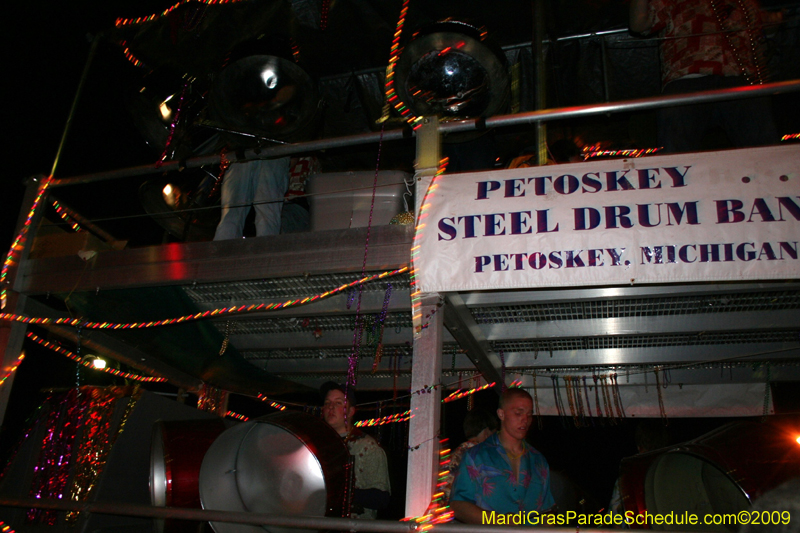 PETOSKEY . .
STEEL DRUM BAN
PETOSKEY, MICHIGAN
MardiGrasParadeSchedule.com©2009